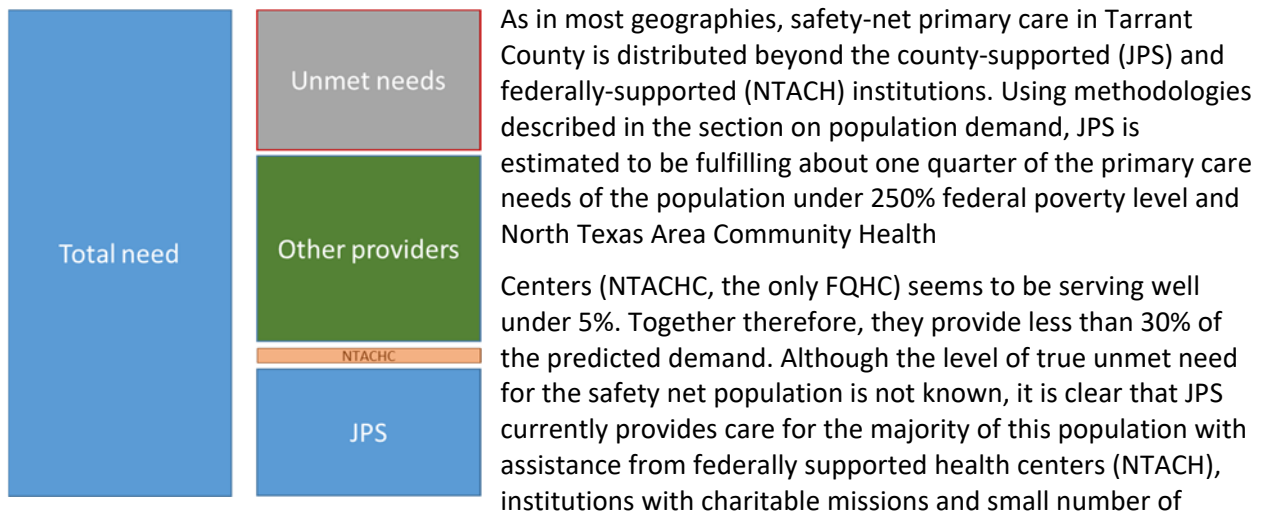 Total need
Unmet needs
Other providers
NTACHC
JPS
As in most geographies, safety-net primary care in Tarrant
County is distributed beyond the county-supported (JPS) and
federally-supported (NTACH) institutions. Using methodologies
described in the section on population demand, JPS is
estimated to be fulfilling about one quarter of the primary care
needs of the population under 250% federal poverty level and
North Texas Area Community Health
Centers (NTACHC, the only FQHC) seems to be serving well
under 5%. Together therefore, they provide less than 30% of
the predicted demand. Although the level of true unmet need
for the safety net population is not known, it is clear that JPS
currently provides care for the majority of this population with
assistance from federally supported health centers (NTACH),
institutions with charitable missions and small number of